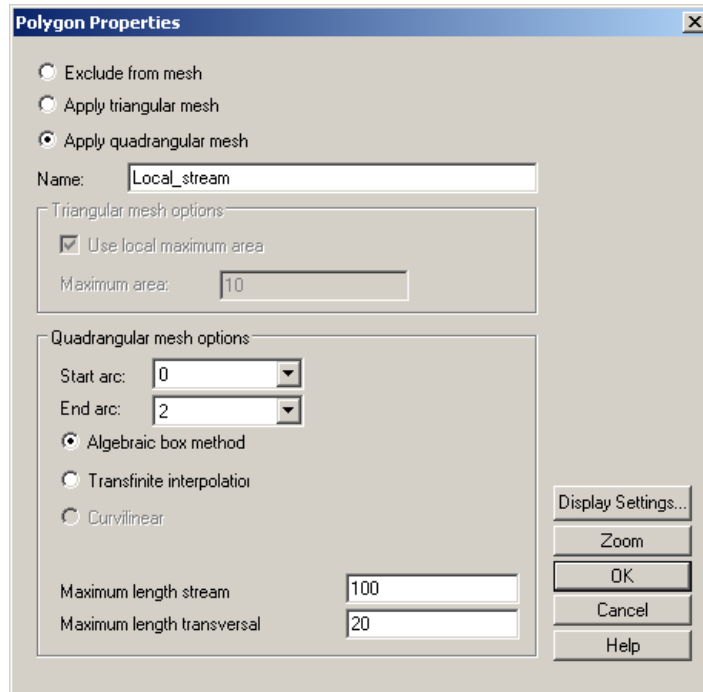 Polygon Properties
Exclude from mesh
Apply triangular mesh
Apply quadrangular mesh
Name: Local_stream
Triangular mesh options
Use local maximum area
Maximum area: 10
Quadrangular mesh options
Start arc: 0
End arc: 2
Algebraic box method
Transfinite interpolation
Curvilinear
Maximum length stream 100
Maximum length transversal 20
Display Settings...
Zoom
OK
Cancel
Help